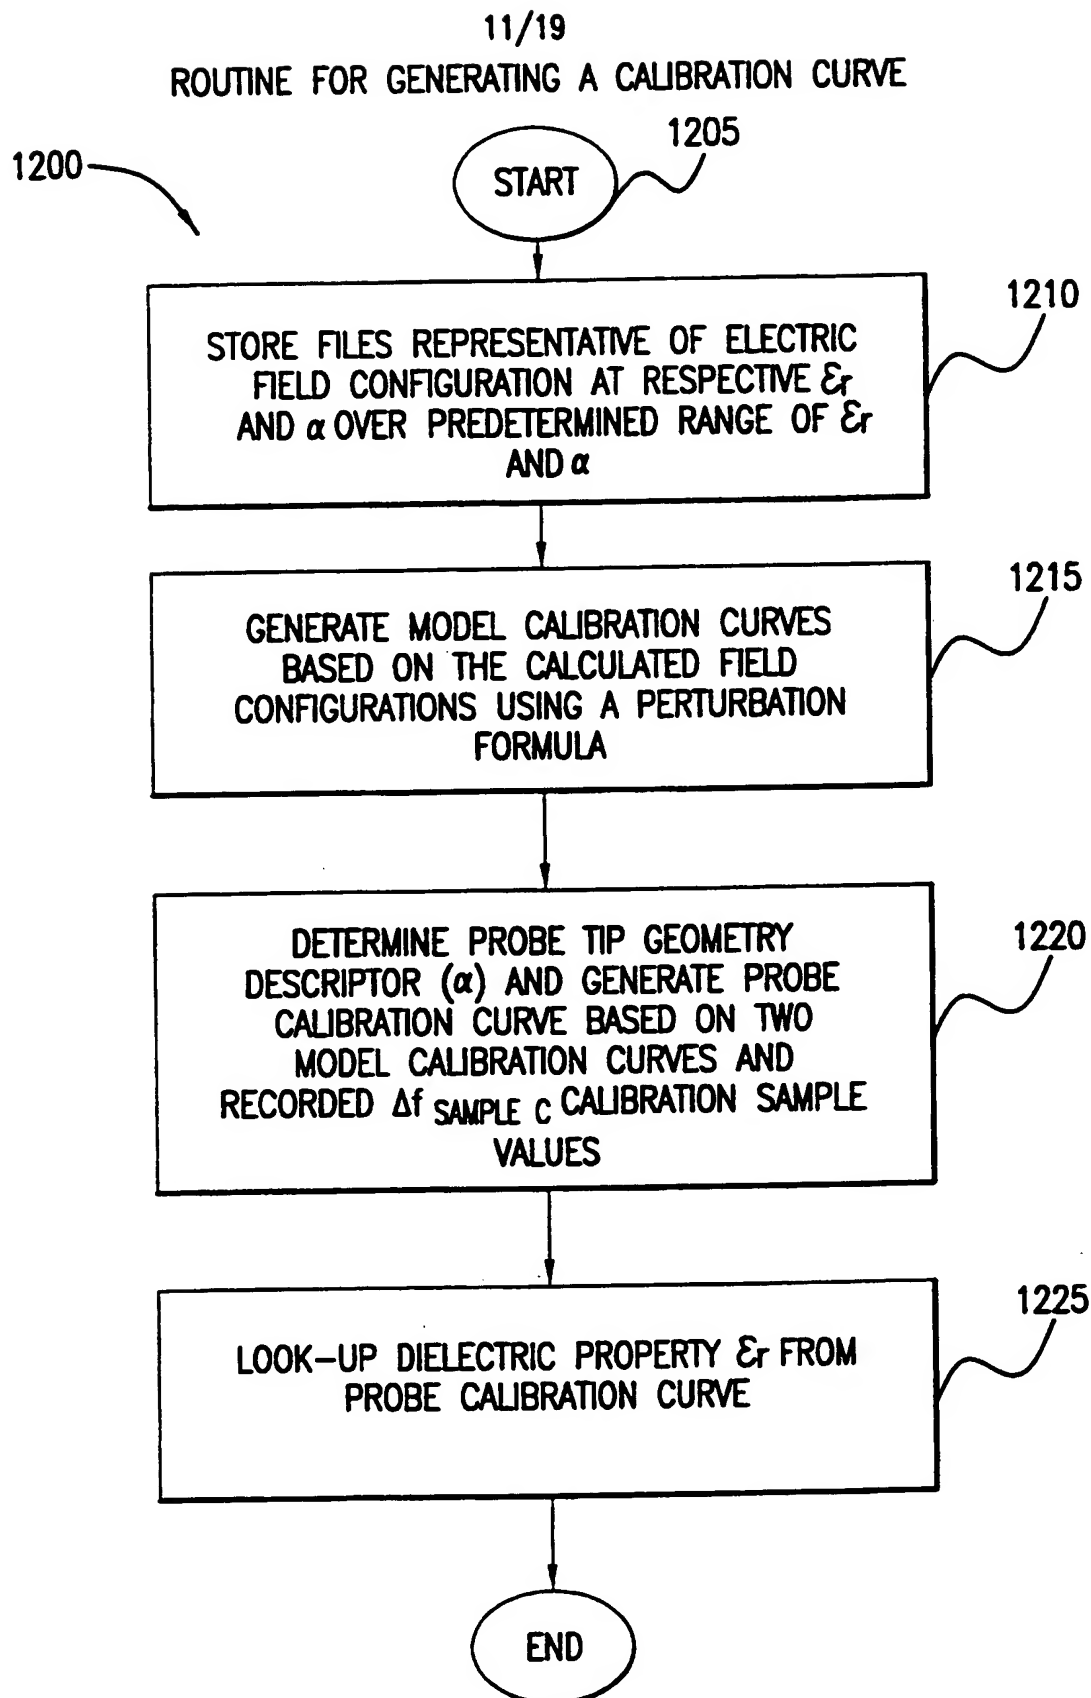 11/19
ROUTINE FOR GENERATING A CALIBRATION CURVE
1200
START
1205
STORE FILES REPRESENTATIVE OF ELECTRIC
FIELD CONFIGURATION AT RESPECTIVE Ɛr
AND α OVER PREDETERMINED RANGE OF Ɛr
AND α
1210
GENERATE MODEL CALIBRATION CURVES
BASED ON THE CALCULATED FIELD
CONFIGURATIONS USING A PERTURBATION
FORMULA
1215
DETERMINE PROBE TIP GEOMETRY
DESCRIPTOR (α) AND GENERATE PROBE
CALIBRATION CURVE BASED ON TWO
MODEL CALIBRATION CURVES AND
RECORDED Δf SAMPLE C CALIBRATION SAMPLE
VALUES
1220
LOOK-UP DIELECTRIC PROPERTY Ɛr FROM
PROBE CALIBRATION CURVE
1225
END